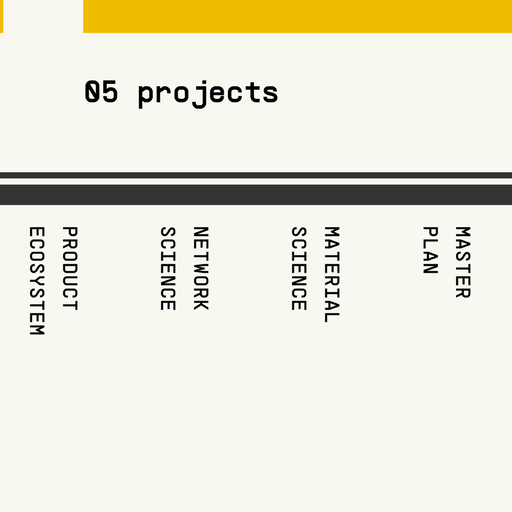 05 projects
PRODUCT
ECOSYSTEM
NETWORK
SCIENCE
MATERIAL
SCIENCE
MASTER
PLAN